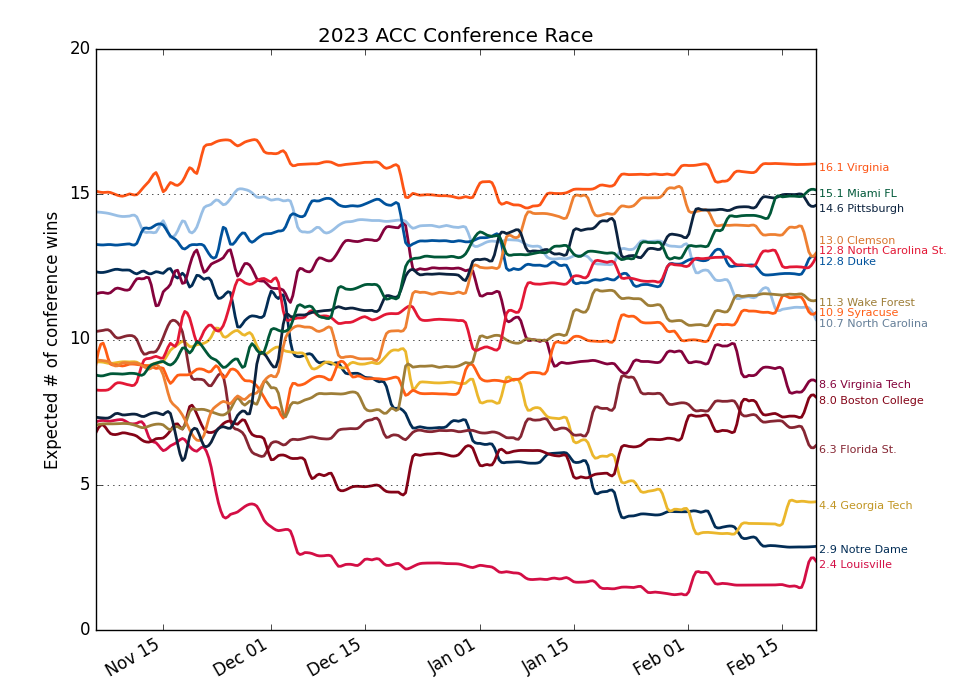 2023 ACC Conference Race
Expected # of conference wins
20
15
10
5
0
Nov 15
Dec 01
Dec 15
Jan 01
Jan 15
Feb 01
Feb 15
16.1 Virginia
15.1 Miami FL
14.6 Pittsburgh
13.0 Clemson
12.8 North Carolina St.
12.8 Duke
11.3 Wake Forest
10.9 Syracuse
10.7 North Carolina
8.6 Virginia Tech
8.0 Boston College
6.3 Florida St.
4.4 Georgia Tech
2.9 Notre Dame
2.4 Louisville